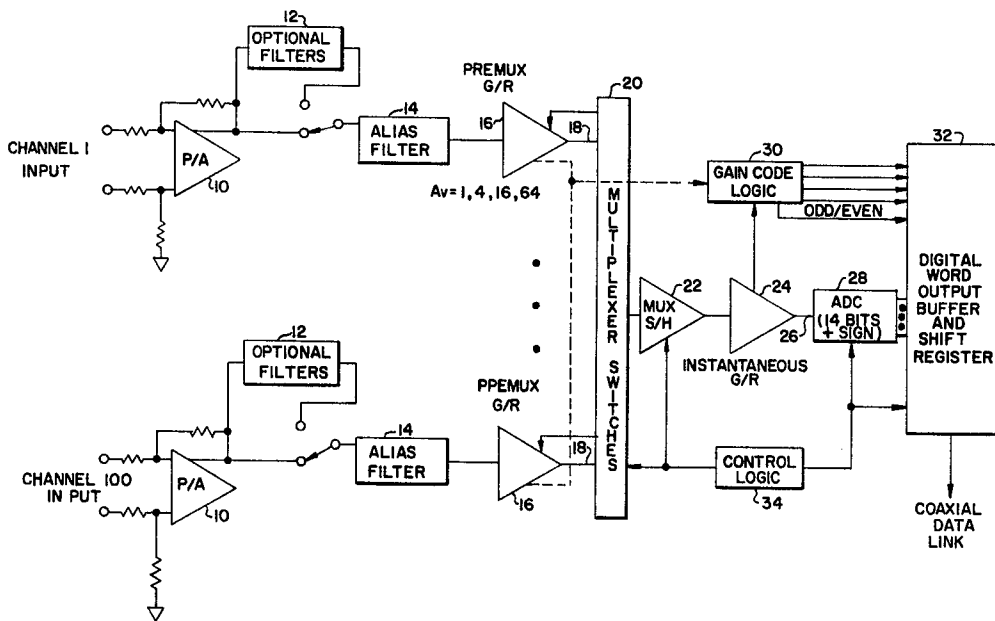 12
OPTIONAL
FILTERS
PREMUX
G/R
20
14
16
18
ALIAS
FILTER
CHANNEL 1
INPUT
P/A
10
AV=1, 4, 16, 64
30
GAIN CODE
LOGIC
ODD/EVEN
32
MULTIPLEXER SWITCHES
22
MUX
S/H
24
INSTANTANEOUS
G/R
26
28
ADC
(14 BITS
+ SIGN)
DIGITAL
WORD
OUTPUT
BUFFER
AND
SHIFT
REGISTER
12
OPTIONAL
FILTERS
PPEMUX
G/R
14
16
18
ALIAS
FILTER
CHANNEL 100
IN PUT
P/A
10
CONTROL
LOGIC
34
COAXIAL
DATA
LINK